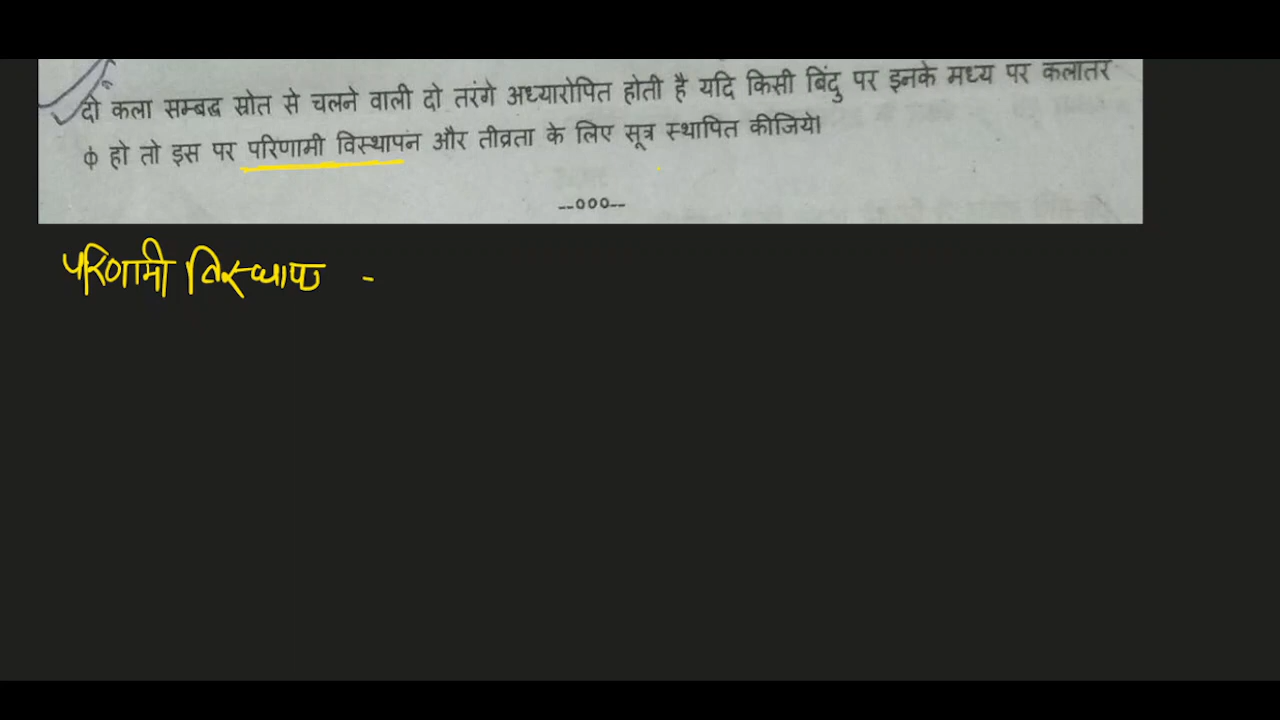 दो कला सम्बद्ध स्रोत से चलने वाली दो तरंगे अध्यारोपित होती है यदि किसी बिंदु पर इनके मध्य पर कलातर
ϕ हो तो इस पर परिणामी विस्थापन और तीव्रता के लिए सूत्र स्थापित कीजिये।
--000--
परिणामी विस्थाप -